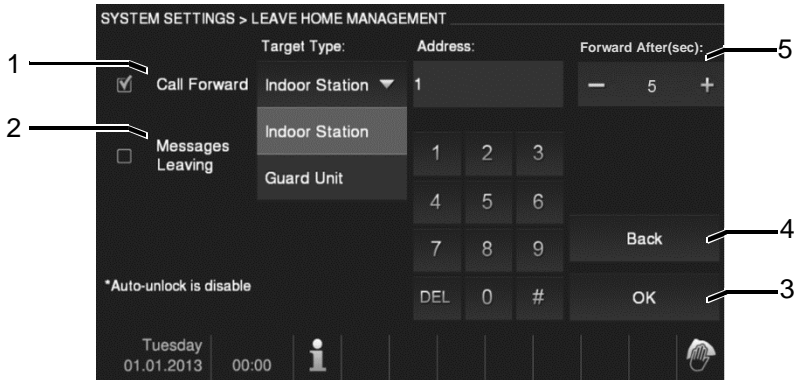 SYSTEM SETTINGS > LEAVE HOME MANAGEMENT
Target Type:
Address:
Forward After(sec):
5
1
Call Forward
Indoor Station
1
− 5 +
2
Messages
Leaving
Indoor Station
Guard Unit
1 2 3
4 5 6
7 8 9
DEL 0 #
Back
4
OK
3
*Auto-unlock is disable
Tuesday
01.01.2013
00:00
i